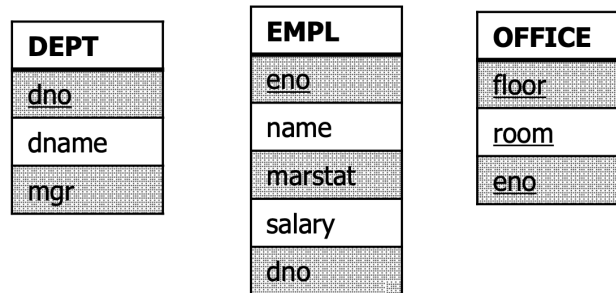 DEPT
dno
dname
mgr
EMPL
eno
name
marstat
salary
dno
OFFICE
floor
room
eno